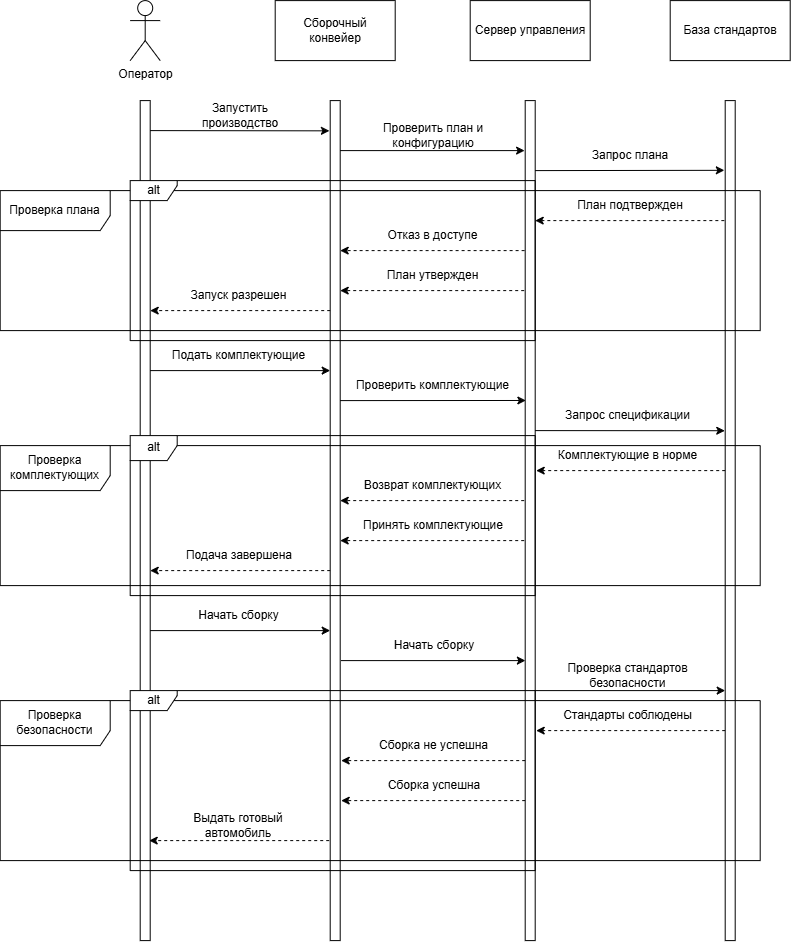 Оператор
Сборочный
конвейер
Сервер управления
База стандартов
Запустить
производство
Проверить план и
конфигурацию
Запрос плана
alt
Проверка плана
План подтвержден
Отказ в доступе
План утвержден
Запуск разрешен
Подать комплектующие
Проверить комплектующие
Запрос спецификации
alt
Проверка
комплектующих
Комплектующие в норме
Возврат комплектующих
Принять комплектующие
Подача завершена
Начать сборку
Начать сборку
Проверка стандартов
безопасности
alt
Проверка
безопасности
Стандарты соблюдены
Сборка не успешна
Сборка успешна
Выдать готовый
автомобиль